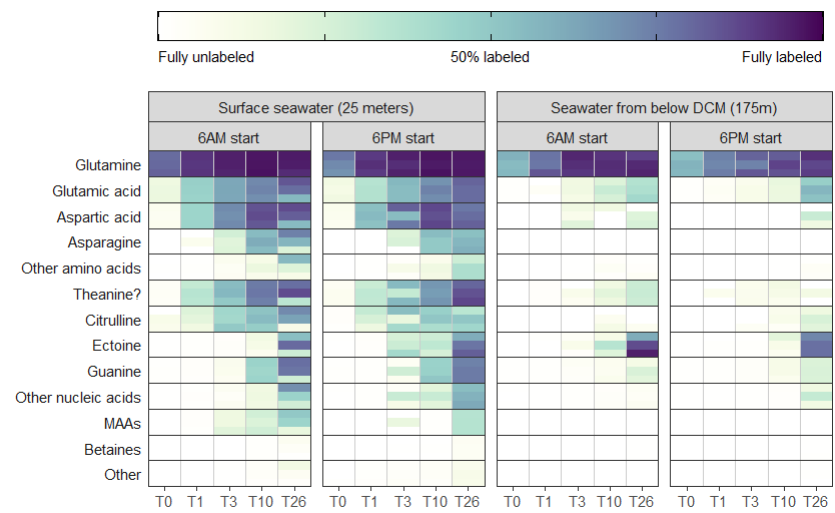 Fully unlabeled 50% labeled Fully labeled
Surface seawater (25 meters) Seawater from below DCM (175m)
6AM start 6PM start 6AM start 6PM start
Glutamine
Glutamic acid
Aspartic acid
Asparagine
Other amino acids
Theanine?
Citrulline
Ectoine
Guanine
Other nucleic acids
MAAs
Betaines
Other
T0 T1 T3 T10 T26 T0 T1 T3 T10 T26 T0 T1 T3 T10 T26 T0 T1 T3 T10 T26